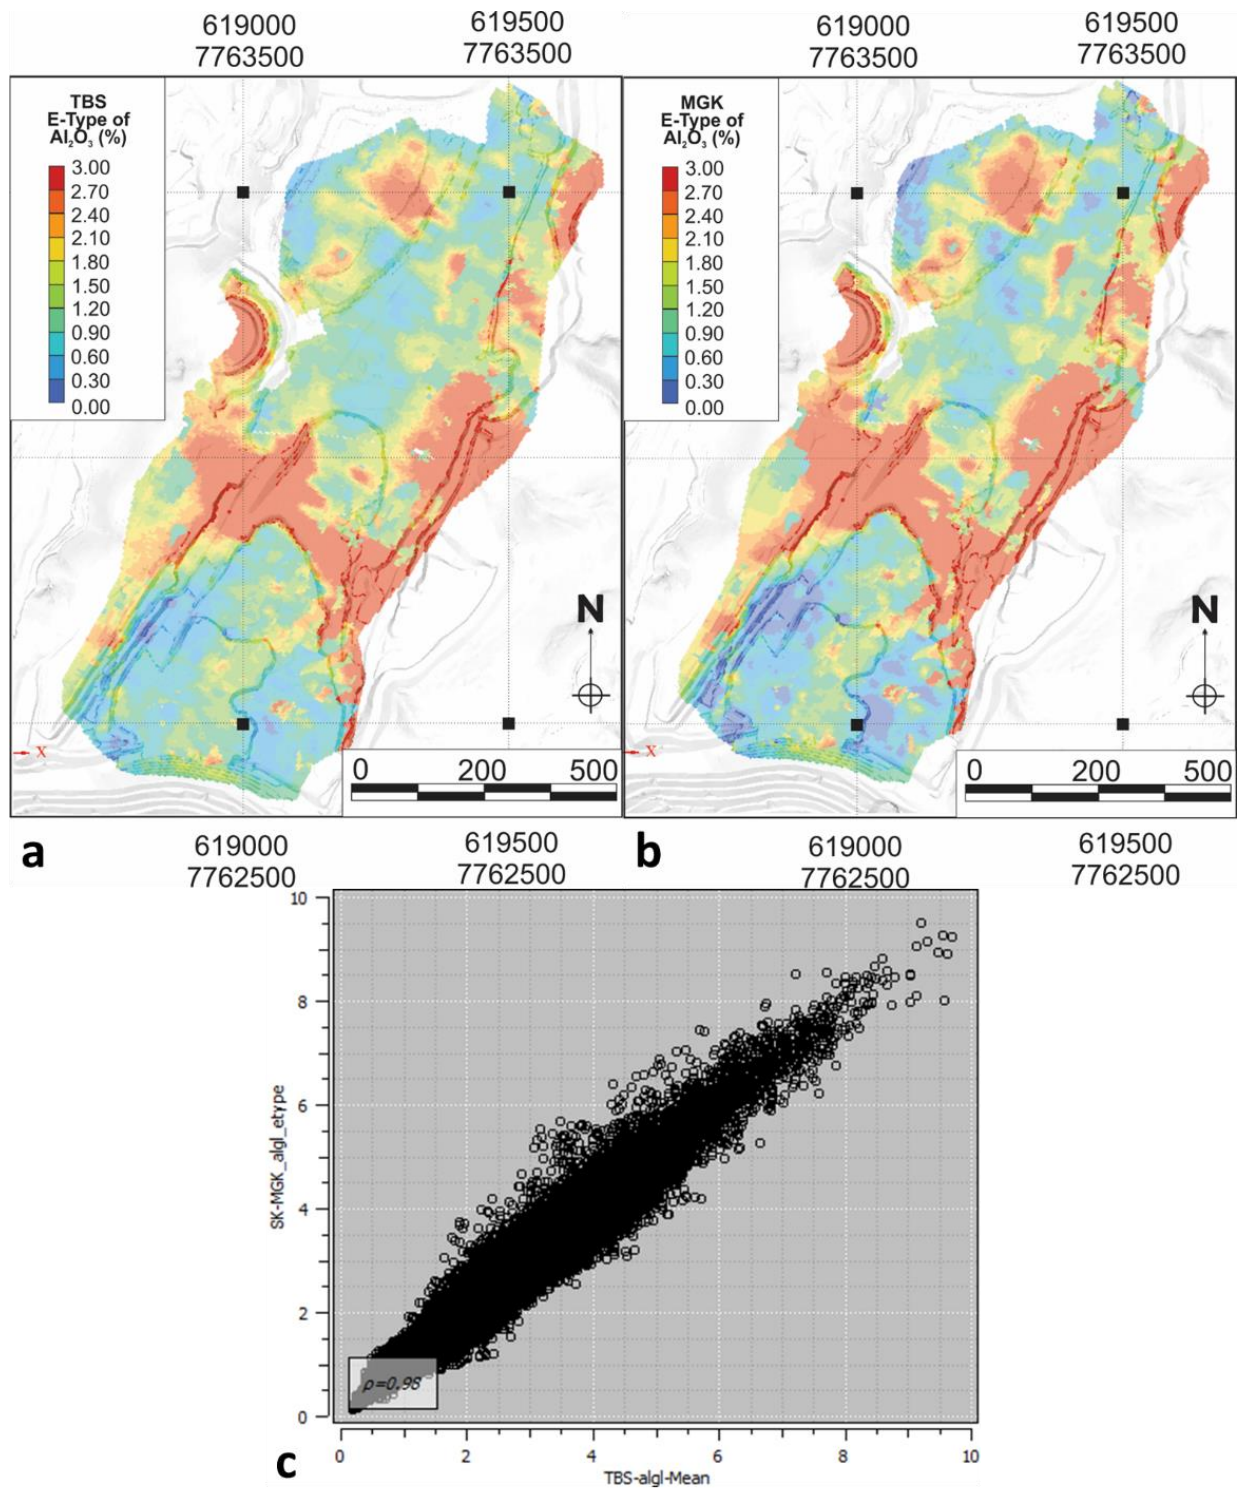 619000
7763500
619500
7763500
619000
7763500
619500
7763500
TBS
E-Type of
Al₂O₃ (%)
3.00
2.70
2.40
2.10
1.80
1.50
1.20
0.90
0.60
0.30
0.00
N
X
0 200 500
MGK
E-Type of
Al₂O₃ (%)
3.00
2.70
2.40
2.10
1.80
1.50
1.20
0.90
0.60
0.30
0.00
N
X
0 200 500
a
619000
7762500
619500
7762500
b
619000
7762500
619500
7762500
10
8
6
4
2
0
SK-MGK_algl_etype
ρ=0,98
0 2 4 6 8 10
TBS-algl-Mean
c